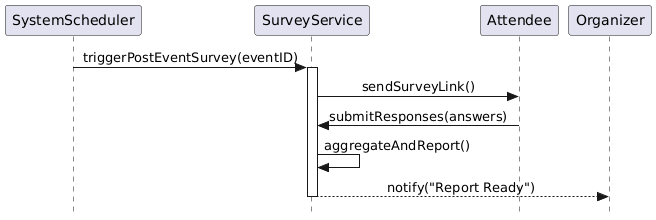 SystemScheduler SurveyService Attendee Organizer
triggerPostEventSurvey(eventID)
sendSurveyLink()
submitResponses(answers)
aggregateAndReport()
notify("Report Ready")